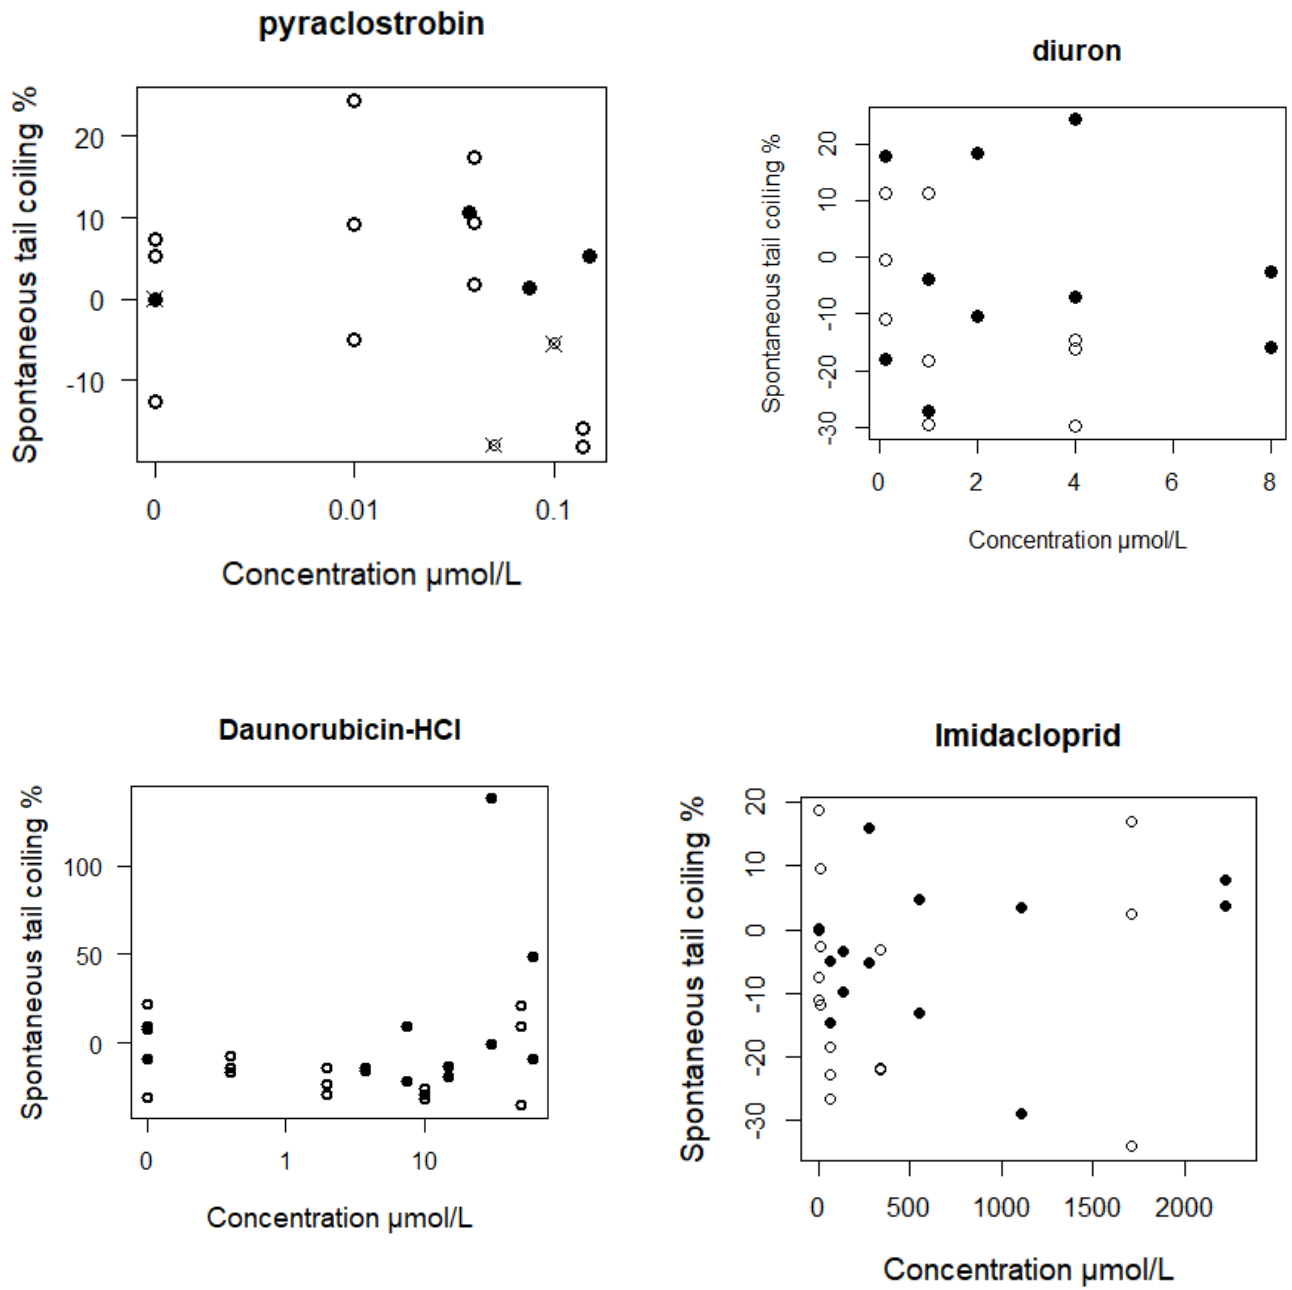 pyraclostrobin
Spontaneous tail coiling %
20
10
0
-10
0 0.01 0.1
Concentration µmol/L
diuron
Spontaneous tail coiling %
20
10
0
-10
-20
-30
0 2 4 6 8
Concentration µmol/L
Daunorubicin-HCl
Spontaneous tail coiling %
100
50
0
0 1 10
Concentration µmol/L
Imidacloprid
Spontaneous tail coiling %
20
10
0
-10
-20
-30
0 500 1000 1500 2000
Concentration µmol/L